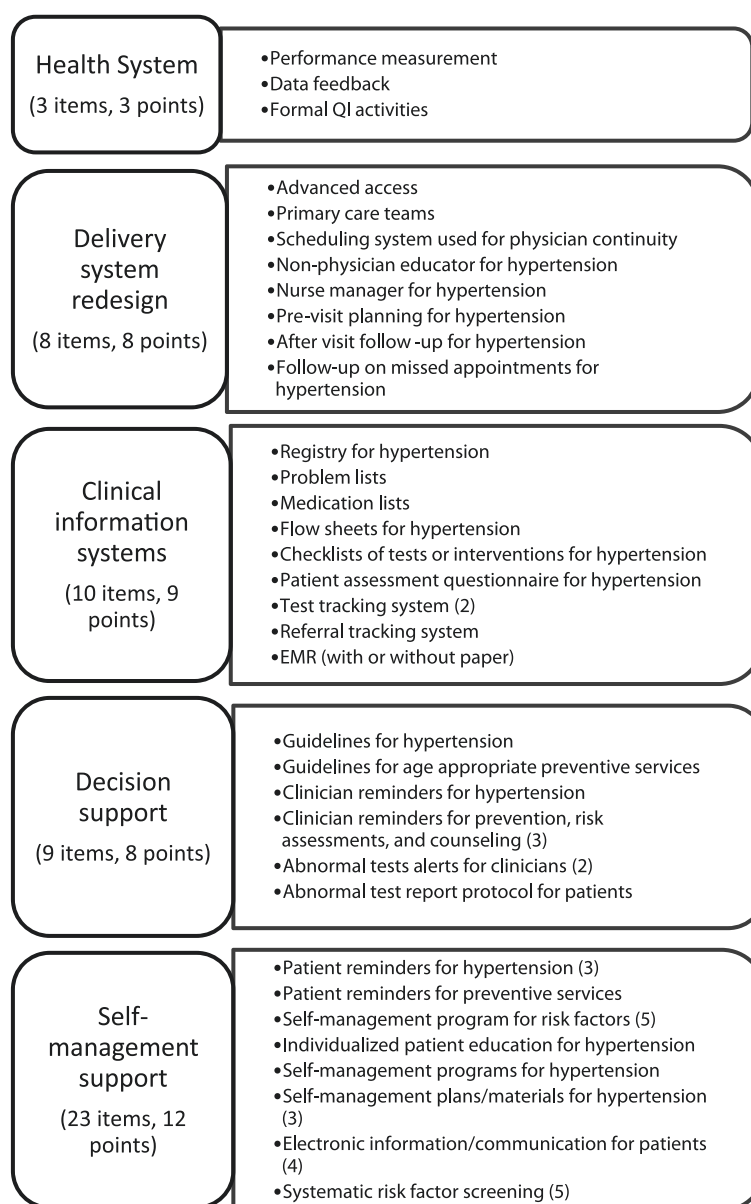 Health System
(3 items, 3 points)
•Performance measurement
•Data feedback
•Formal QI activities
Delivery
system
redesign
(8 items, 8 points)
•Advanced access
•Primary care teams
•Scheduling system used for physician continuity
•Non-physician educator for hypertension
•Nurse manager for hypertension
•Pre-visit planning for hypertension
•After visit follow -up for hypertension
•Follow-up on missed appointments for
hypertension
Clinical
information
systems
(10 items, 9
points)
•Registry for hypertension
•Problem lists
•Medication lists
•Flow sheets for hypertension
•Checklists of tests or interventions for hypertension
•Patient assessment questionnaire for hypertension
•Test tracking system (2)
•Referral tracking system
•EMR (with or without paper)
Decision
support
(9 items, 8 points)
•Guidelines for hypertension
•Guidelines for age appropriate preventive services
•Clinician reminders for hypertension
•Clinician reminders for prevention, risk
assessments, and counseling (3)
•Abnormal tests alerts for clinicians (2)
•Abnormal test report protocol for patients
Self-
management
support
(23 items, 12
points)
•Patient reminders for hypertension (3)
•Patient reminders for preventive services
•Self-management program for risk factors (5)
•Individualized patient education for hypertension
•Self-management programs for hypertension
•Self-management plans/materials for hypertension
(3)
•Electronic information/communication for patients
(4)
•Systematic risk factor screening (5)